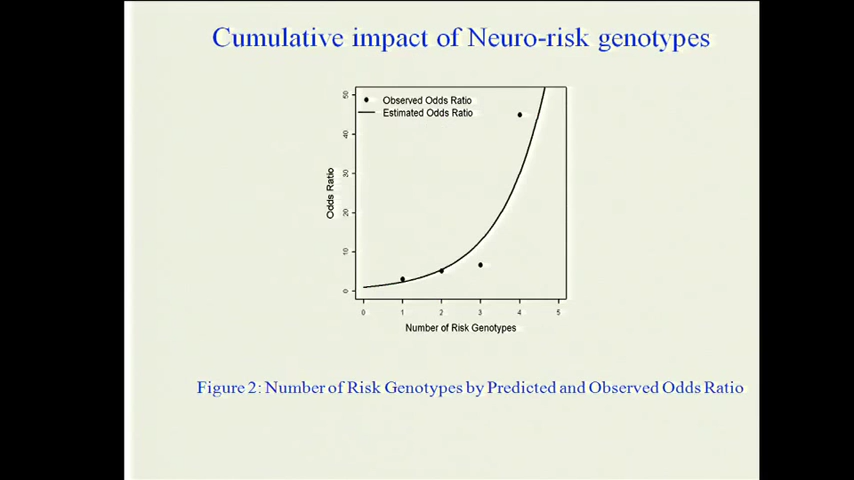 Cumulative impact of Neuro-risk genotypes
Observed Odds Ratio
Estimated Odds Ratio
50
40
30
20
10
0
Odds Ratio
0 1 2 3 4 5
Number of Risk Genotypes
Figure 2: Number of Risk Genotypes by Predicted and Observed Odds Ratio